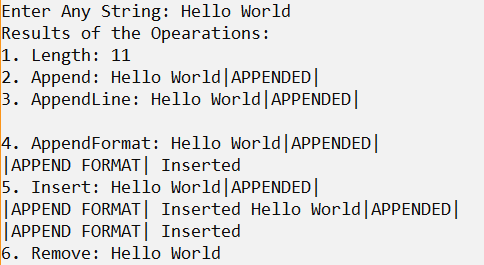 Enter Any String: Hello World
Results of the Opearations:
1. Length: 11
2. Append: Hello World|APPENDED|
3. AppendLine: Hello World|APPENDED|
4. AppendFormat: Hello World|APPENDED|
|APPEND FORMAT| Inserted
5. Insert: Hello World|APPENDED|
|APPEND FORMAT| Inserted Hello World|APPENDED|
|APPEND FORMAT| Inserted
6. Remove: Hello World